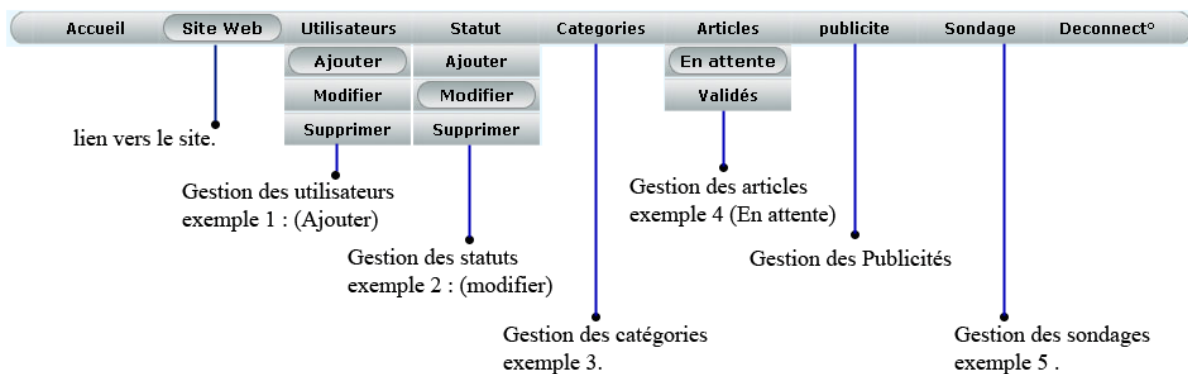 Accueil Site Web Utilisateurs Statut Categories Articles publicite Sondage Deconnect°
Ajouter Ajouter En attente
Modifier Modifier Validés
Supprimer Supprimer
lien vers le site.
Gestion des utilisateurs
exemple 1 : (Ajouter)
Gestion des articles
exemple 4 (En attente)
Gestion des statuts
exemple 2 : (modifier)
Gestion des Publicités
Gestion des catégories
exemple 3.
Gestion des sondages
exemple 5 .